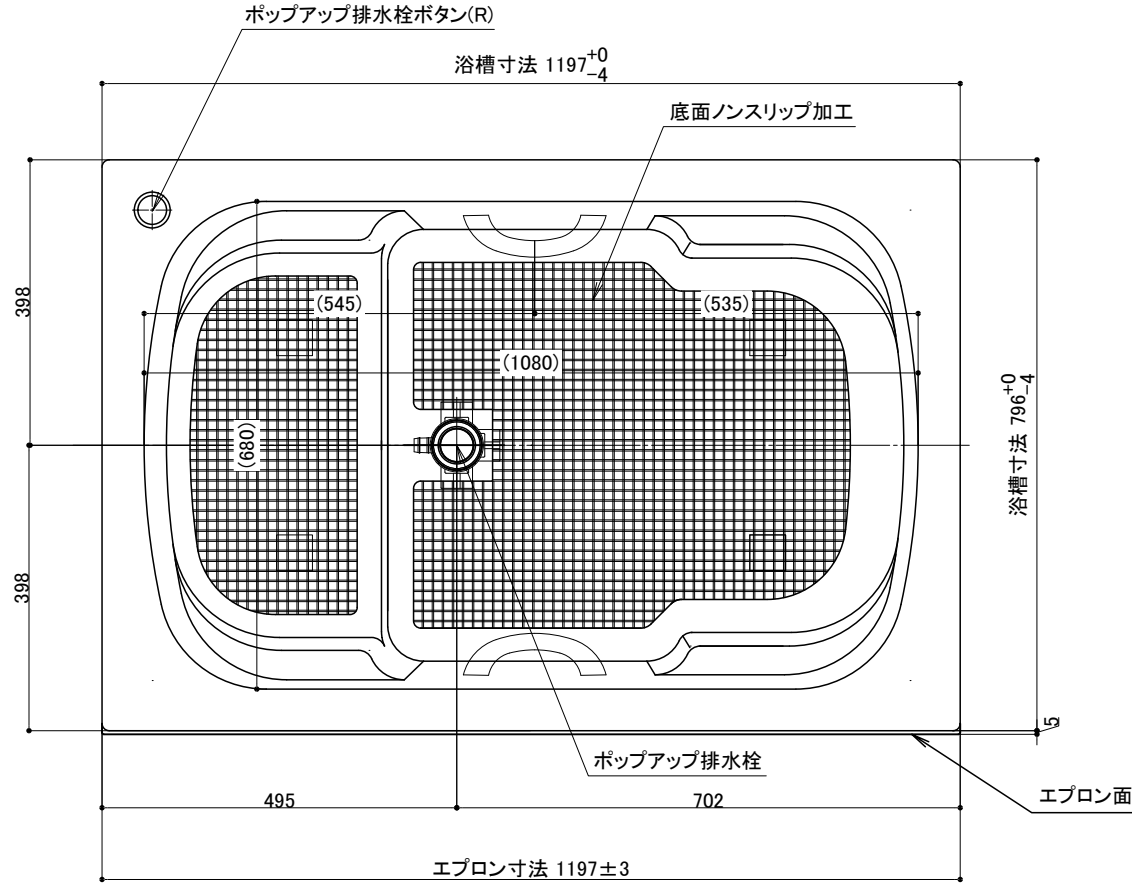 ポップアップ排水栓ボタン(R)
浴槽寸法 1197+0-4
底面ノンスリップ加工
398
(545)
(535)
(1080)
浴槽寸法 796+0-4
(680)
398
5
ポップアップ排水栓
495
702
エプロン面
エプロン寸法 1197±3